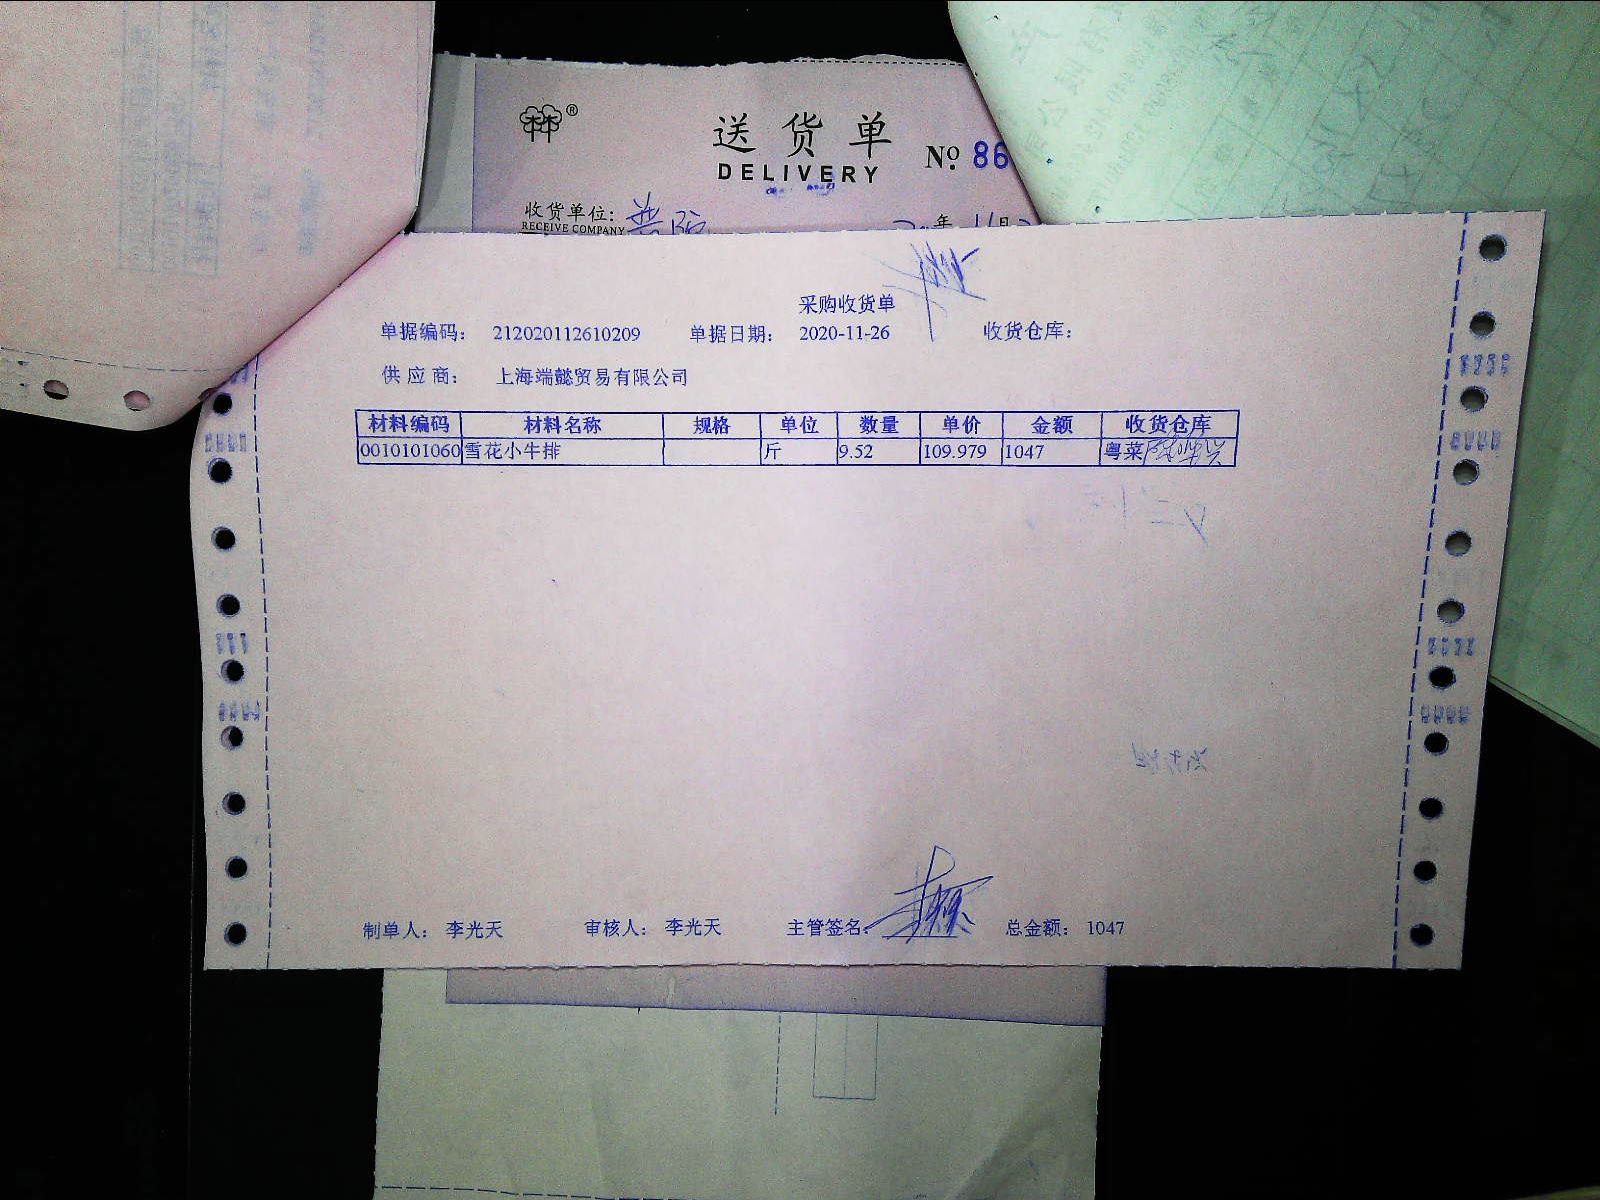 送货单
DELIVERY
No. 86
收货单位:
RECEIVE COMPANY
年 11月
采购收货单
单据编码: 212020112610209 单据日期: 2020-11-26 收货仓库:
供应商: 上海端懿贸易有限公司
材料编码 材料名称 规格 单位 数量 单价 金额 收货仓库
0010101060 雪花小牛排 斤 9.52 109.979 1047 粤菜
制单人: 李光天 审核人: 李光天 主管签名: 总金额: 1047